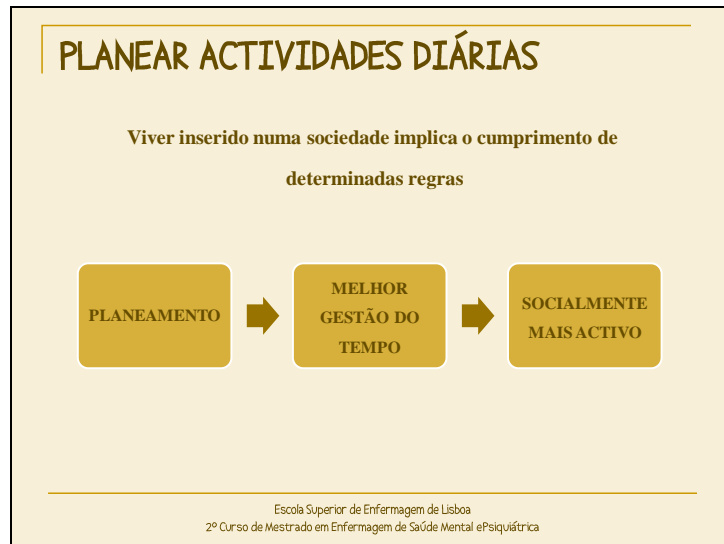 PLANEAR ACTIVIDADES DIÁRIAS
Viver inserido numa sociedade implica o cumprimento de
determinadas regras
PLANEAMENTO
MELHOR
GESTÃO DO
TEMPO
SOCIALMENTE
MAIS ACTIVO
Escola Superior de Enfermagem de Lisboa
2º Curso de Mestrado em Enfermagem de Saúde Mental ePsiquiátrica